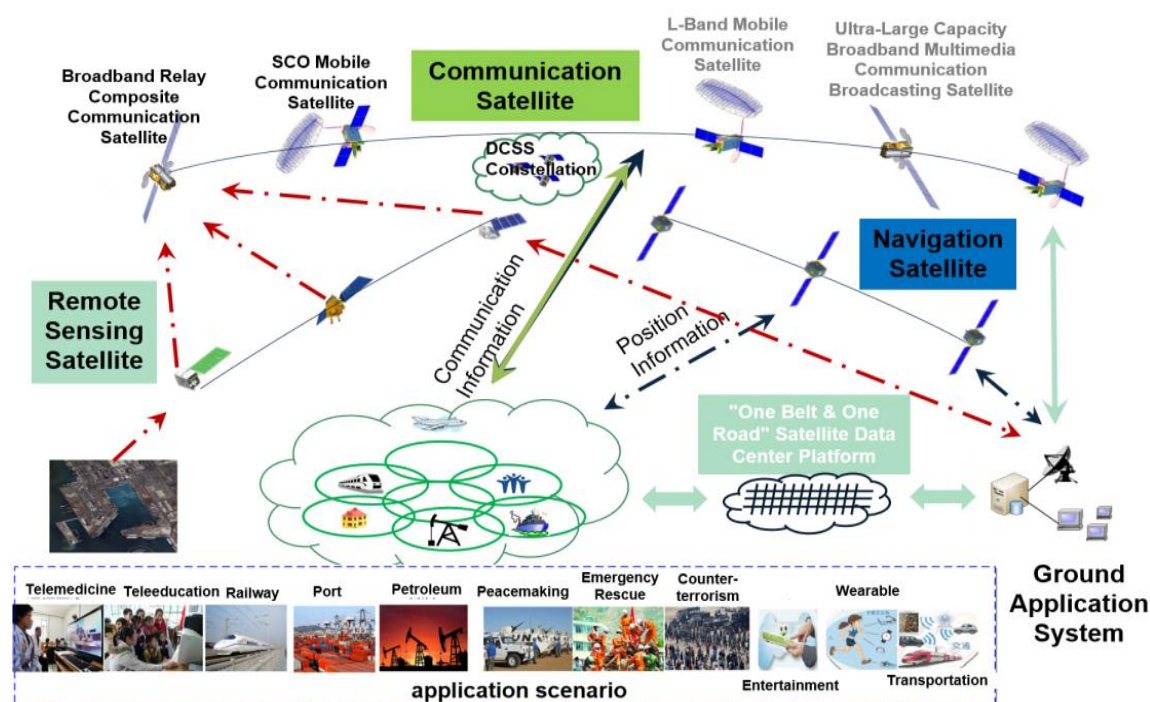 L-Band Mobile
Communication
Satellite
Ultra-Large Capacity
Broadband Multimedia
Communication
Broadcasting Satellite
SCO Mobile
Communication
Satellite
Broadband Relay
Composite
Communication
Satellite
Communication
Satellite
DCSS
Constellation
Navigation
Satellite
Remote
Sensing
Satellite
Communication
Information
Position
Information
"One Belt & One
Road" Satellite Data
Center Platform
Ground
Application
System
Telemedicine
Teleeducation
Railway
Port
Petroleum
Peacemaking
Emergency
Rescue
Counter-
terrorism
Wearable
UN
交通
Entertainment
Transportation
application scenario